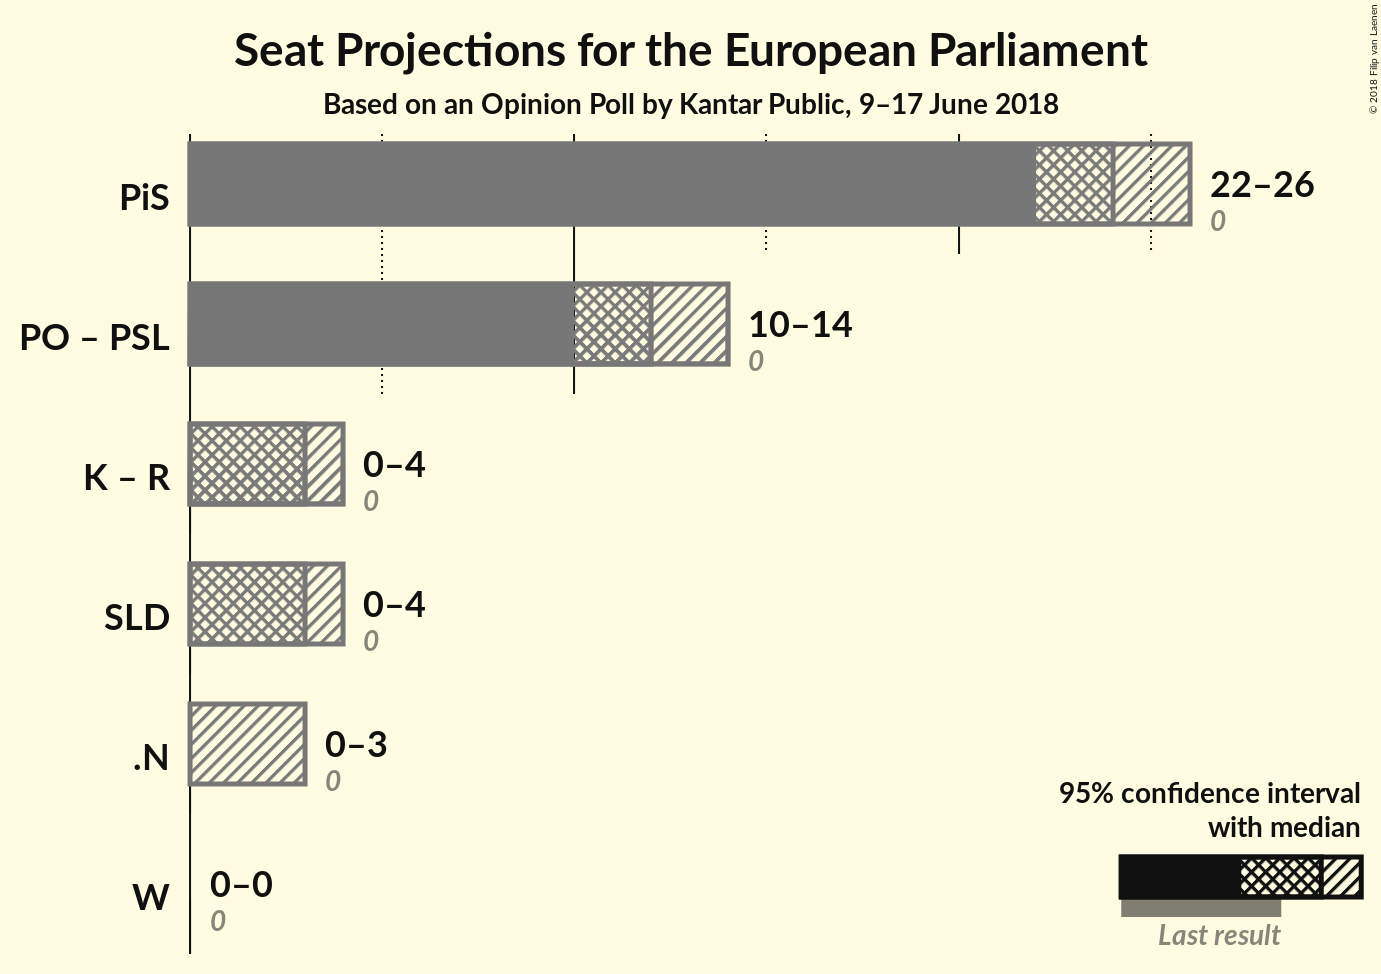 Seat Projections for the European Parliament
Based on an Opinion Poll by Kantar Public, 9–17 June 2018
© 2018 Filip van Laenen
PiS
22–26
0
PO – PSL
10–14
0
K – R
0–4
0
SLD
0–4
0
.N
0–3
0
W
0–0
0
95% confidence interval
with median
Last result